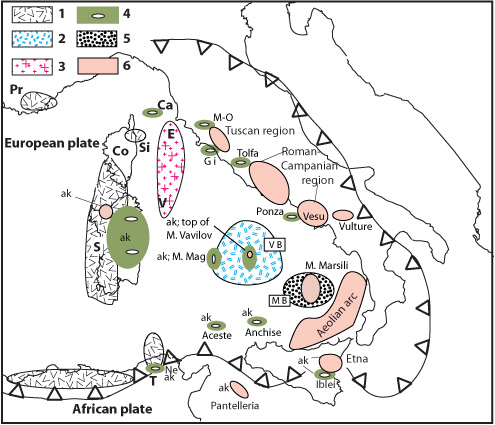 1
4
2
5
3
6
Pr
Ca
M-O
Tuscan region
E
European plate
Si
Co
G i
Tolfa
Roman-
Campanian
region
ak
V
Ponza
Vesu
Vulture
ak; top of
M. Vavilov
ak
S
V B
ak; M. Mag
M. Marsili
M B
Aeolian arc
ak
Aceste
ak
Anchise
Etna
ak
Iblei
Ne
T
ak
ak
Pantelleria
African plate